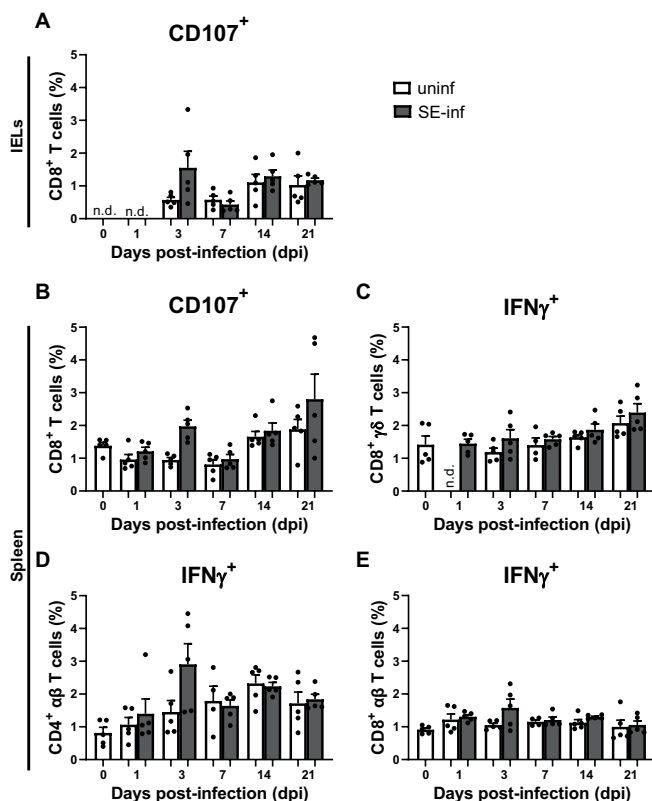 A
CD107+
IELs
CD8+ T cells (%)
5
4
3
2
1
0
n.d.
n.d.
0 1 3 7 14 21
Days post-infection (dpi)
uninf
SE-inf
B
CD107+
Spleen
CD8+ T cells (%)
5
4
3
2
1
0
0 1 3 7 14 21
Days post-infection (dpi)
C
IFNγ+
CD8+ γδ T cells (%)
5
4
3
2
1
0
n.d.
0 1 3 7 14 21
Days post-infection (dpi)
D
IFNγ+
CD4+ αβ T cells (%)
5
4
3
2
1
0
0 1 3 7 14 21
Days post-infection (dpi)
E
IFNγ+
CD8+ αβ T cells (%)
5
4
3
2
1
0
0 1 3 7 14 21
Days post-infection (dpi)